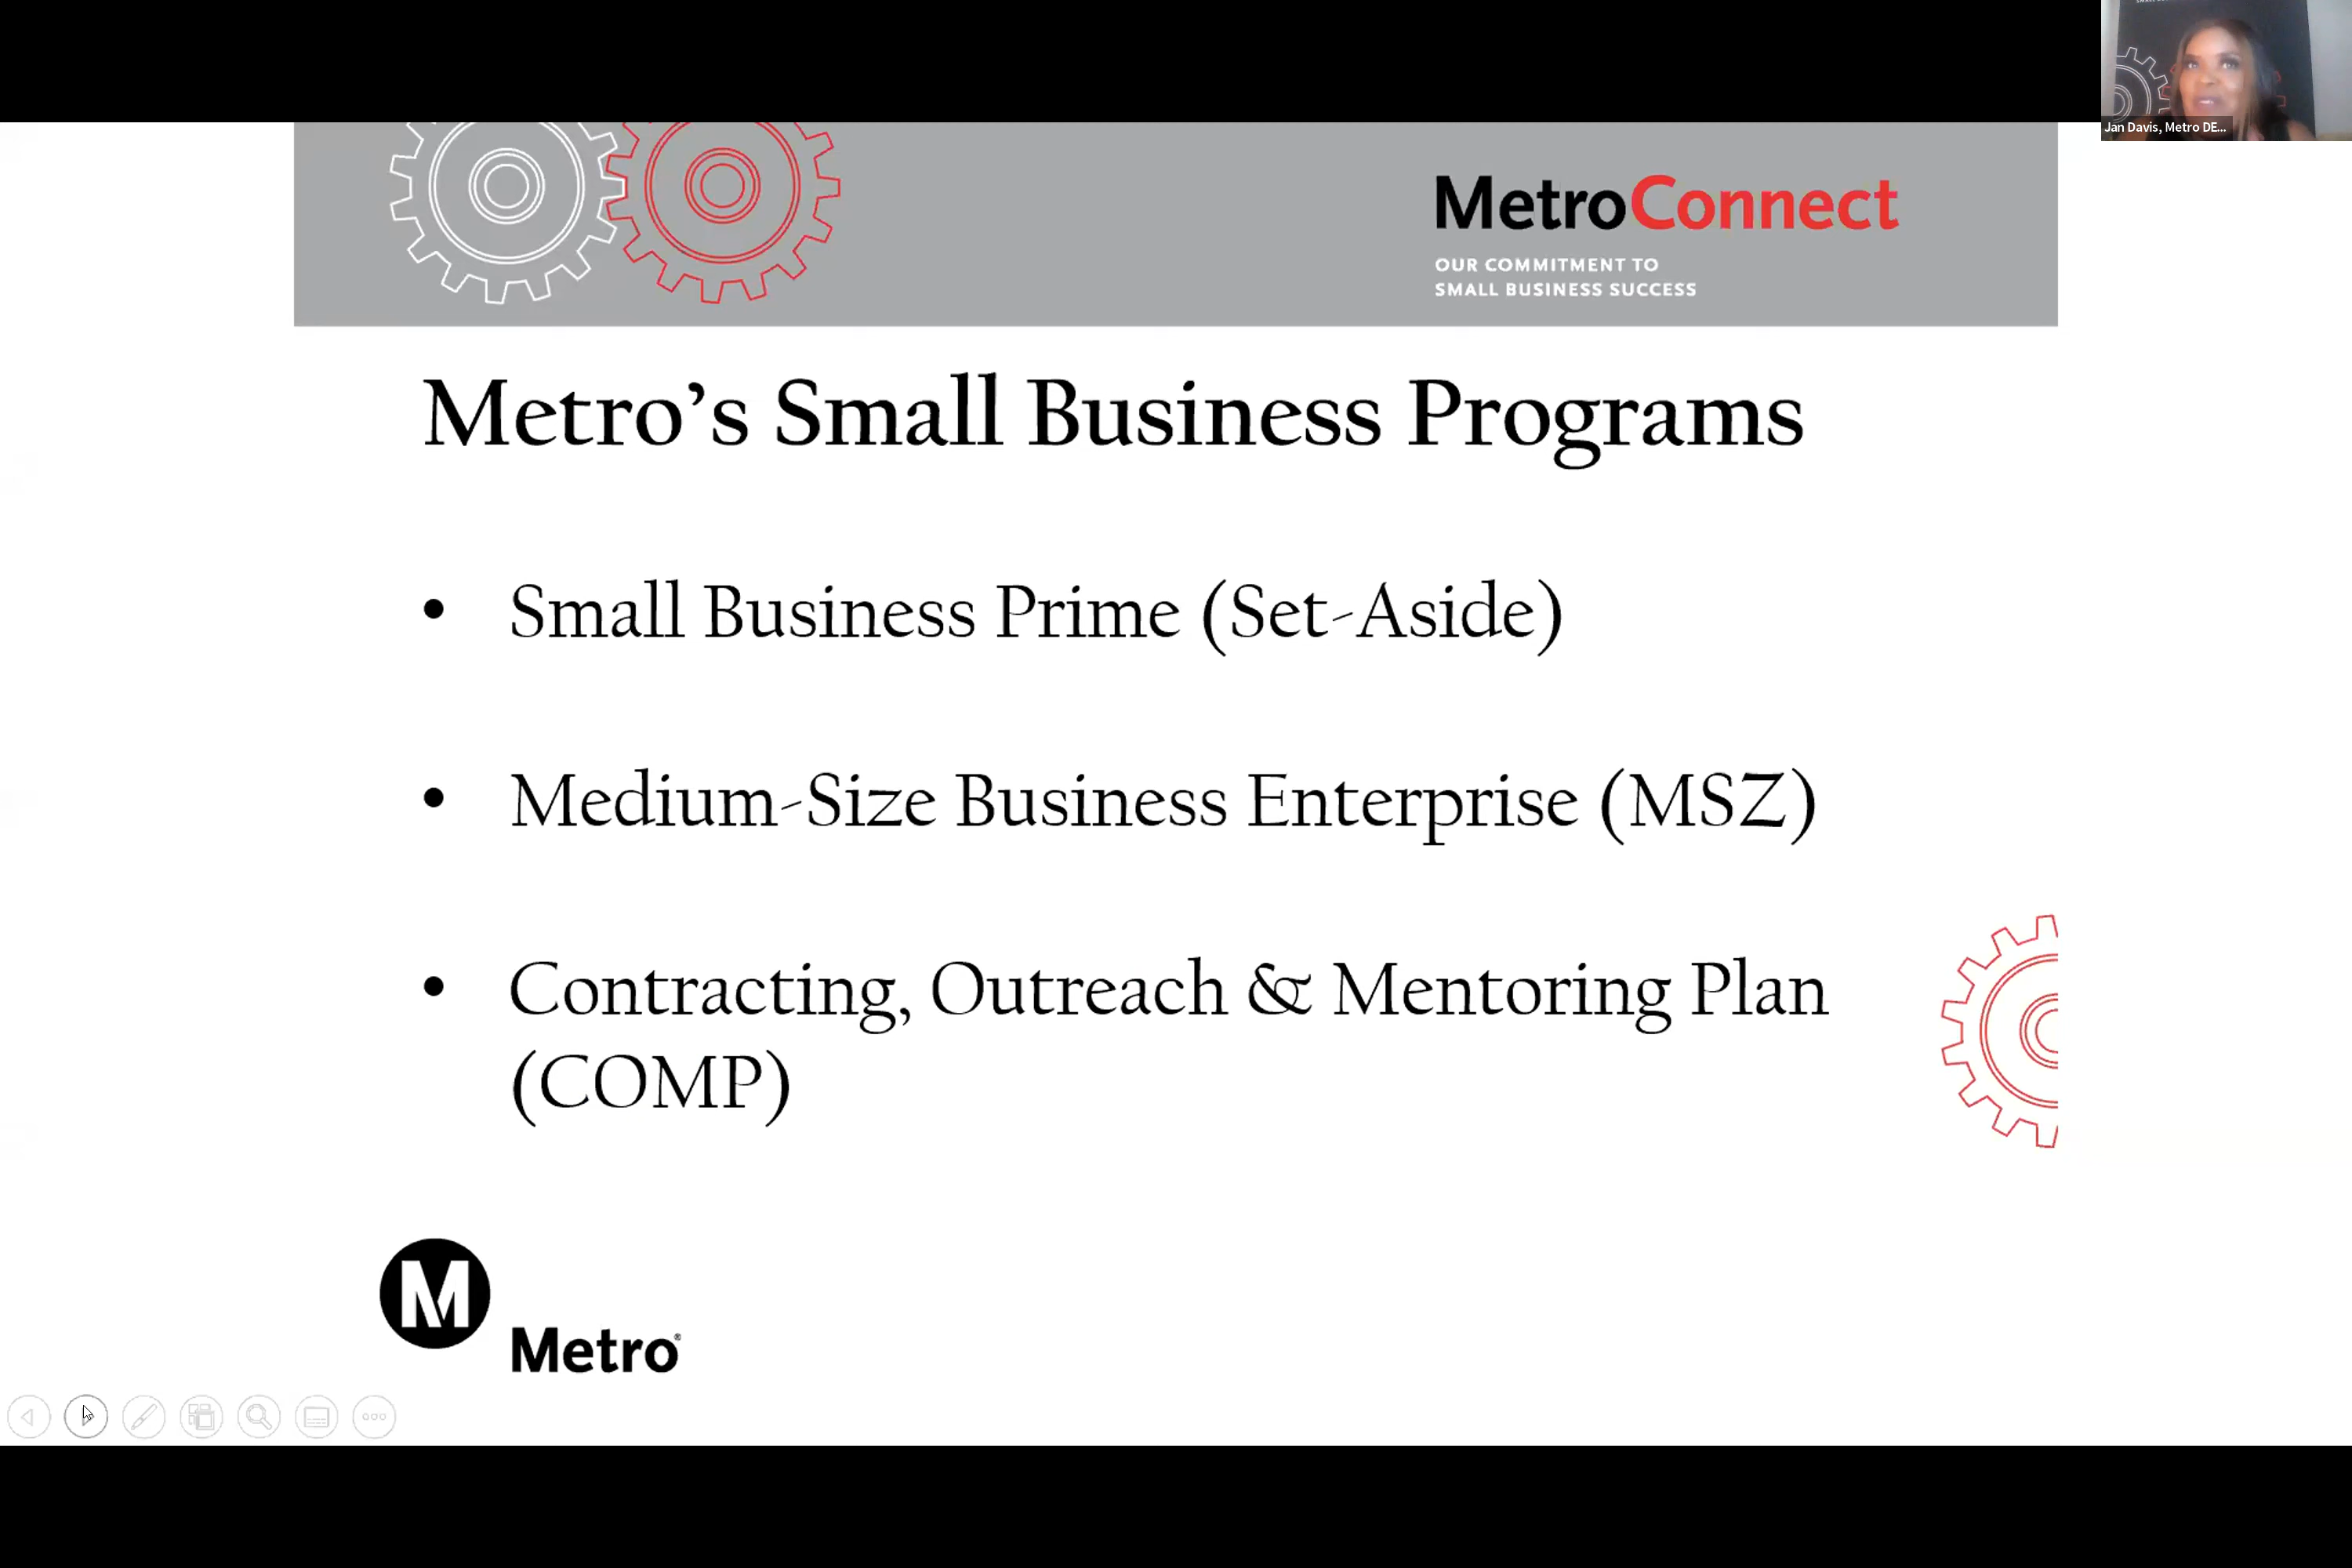 Jan Davis, Metro DE...
MetroConnect
OUR COMMITMENT TO
SMALL BUSINESS SUCCESS
Metro’s Small Business Programs
• Small Business Prime (Set-Aside)
• Medium-Size Business Enterprise (MSZ)
• Contracting, Outreach & Mentoring Plan
(COMP)
M
Metro®